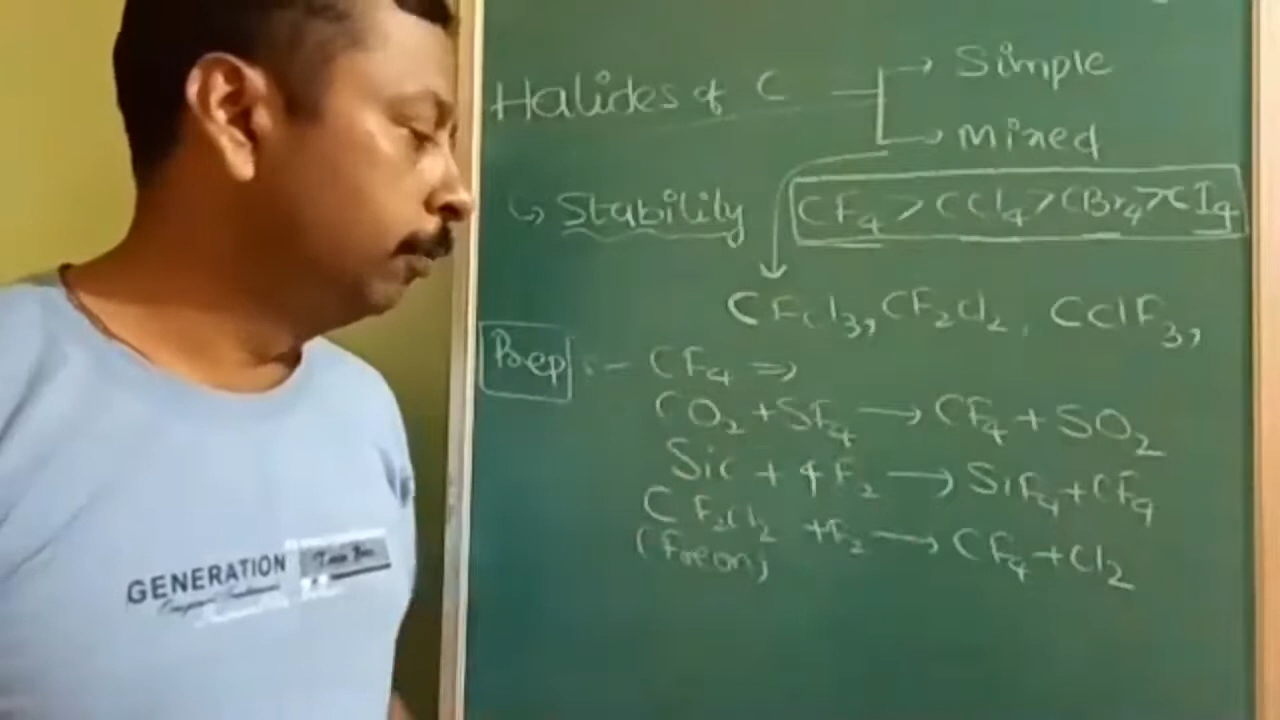 Halides of C
Simple
Mixed
↳ Stability CF₄ > CCl₄ > CBr₄ > CI₄
CFCl₃, CF₂Cl₂, CClF₃,
Prep :- CF₄ ⇒
CO₂ + SF₄ → CF₄ + SO₂
SiC + 4F₂ → SiF₄ + CF₄
CF₂Cl₂ + F₂ → CF₄ + Cl₂
(Freon)
GENERATION